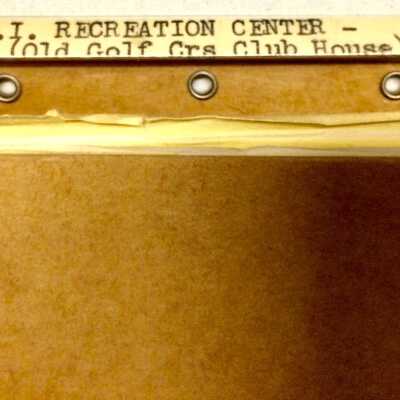 .I. RECREATION CENTER -
(Old Golf Crs Club House)